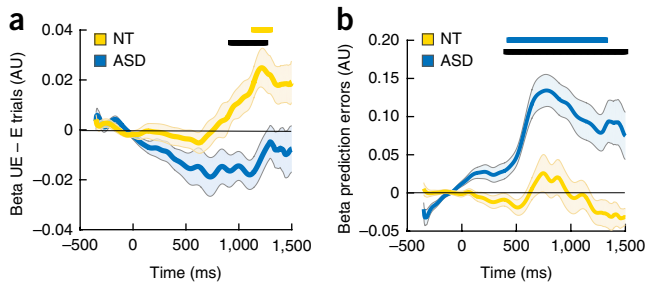 a
NT
ASD
Beta UE – E trials (AU)
0.04
0.02
0
–0.02
–0.04
–500
0
500
1,000
1,500
Time (ms)
b
NT
ASD
Beta prediction errors (AU)
0.20
0.15
0.10
0.05
0
–0.05
–500
0
500
1,000
1,500
Time (ms)